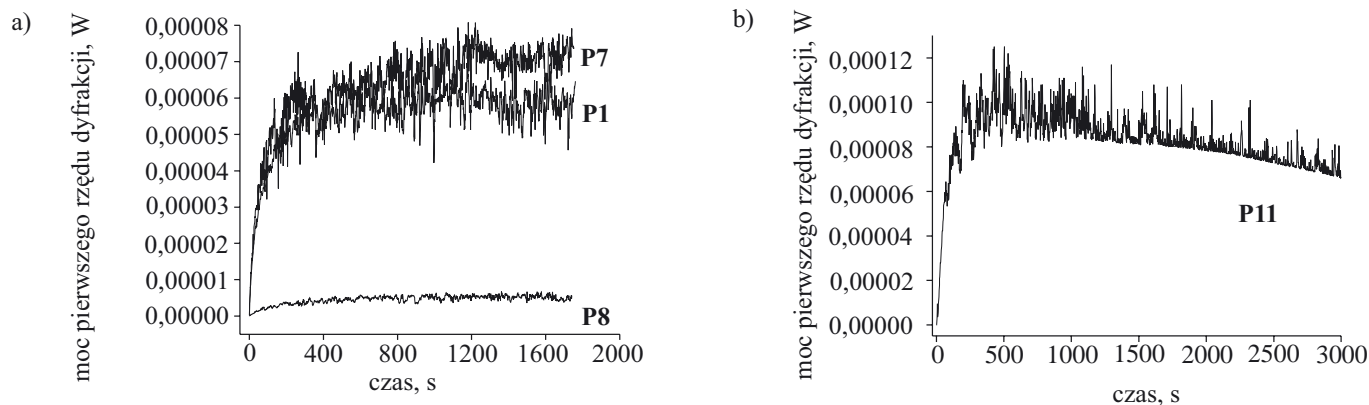 a)
moc pierwszego rzędu dyfrakcji, W
0,00008
0,00007
0,00006
0,00005
0,00004
0,00003
0,00002
0,00001
0,00000
P7
P1
P8
0 400 800 1200 1600 2000
czas, s
b)
moc pierwszego rzędu dyfrakcji, W
0,00012
0,00010
0,00008
0,00006
0,00004
0,00002
0,00000
P11
0 500 1000 1500 2000 2500 3000
czas, s